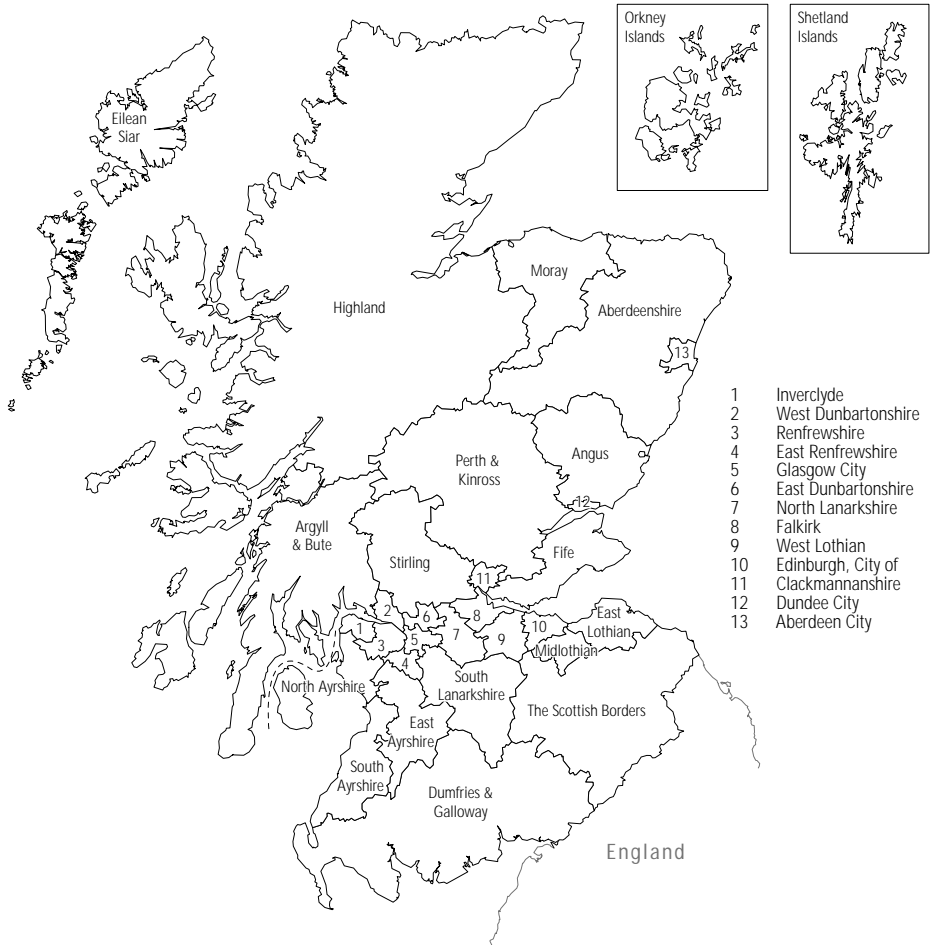 Orkney
Islands
Shetland
Islands
Eilean
Siar
Moray
Highland
Aberdeenshire
13
1 Inverclyde
2 West Dunbartonshire
3 Renfrewshire
4 East Renfrewshire
5 Glasgow City
6 East Dunbartonshire
7 North Lanarkshire
8 Falkirk
9 West Lothian
10 Edinburgh, City of
11 Clackmannanshire
12 Dundee City
13 Aberdeen City
Perth &
Kinross
Angus
12
Argyll
& Bute
Stirling
Fife
11
2
6
8
1
3
5
7
9
10
4
East
Lothian
Midlothian
North Ayrshire
South
Lanarkshire
The Scottish Borders
East
Ayrshire
South
Ayrshire
Dumfries &
Galloway
England